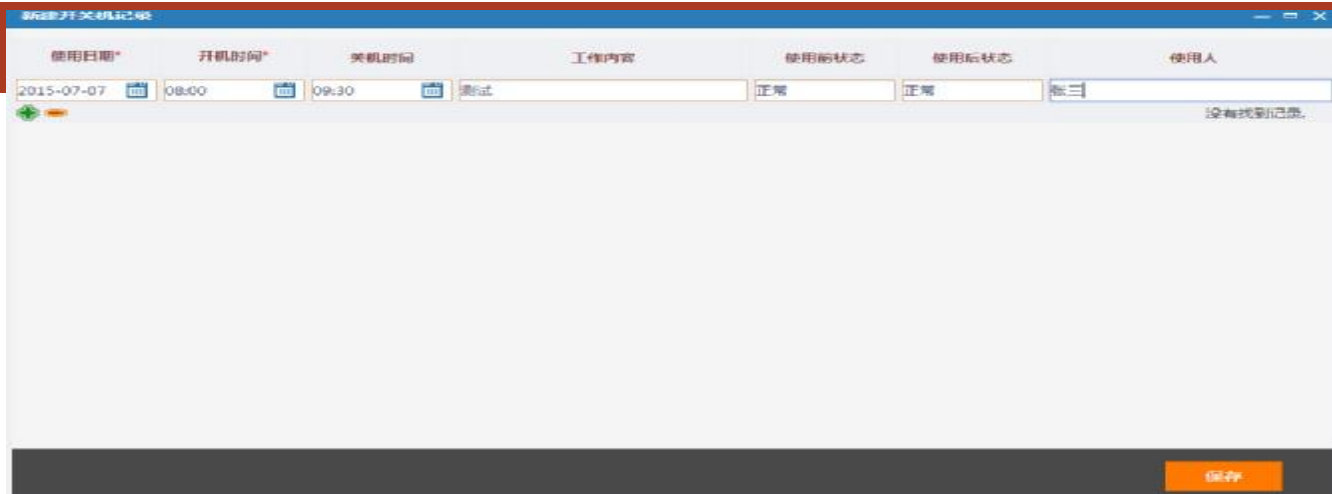 新建开关机记录
使用日期* 开机时间* 关机时间 工作内容 使用前状态 使用后状态 使用人
2015-07-07 08:00 09:30 测试 正常 正常 张三
没有找到记录.
保存